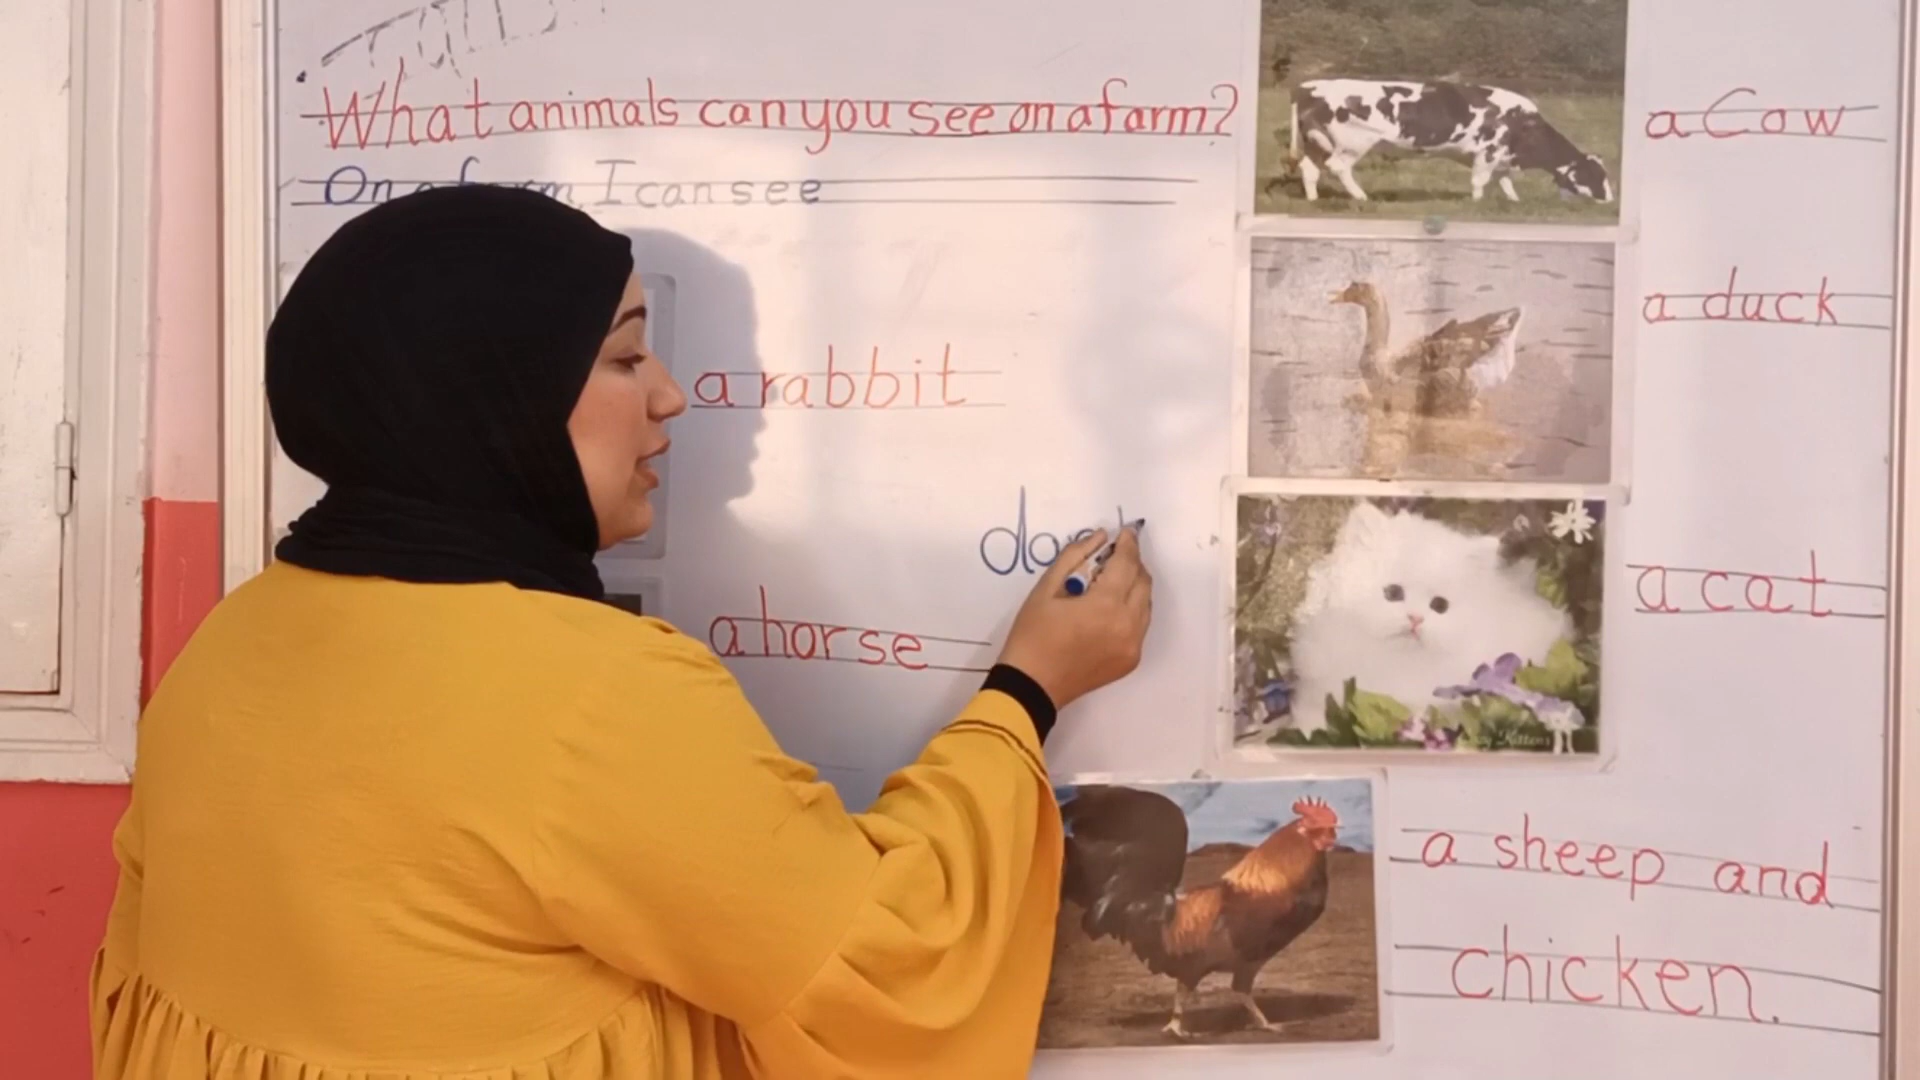 What animals can you see on a farm?
On a farm, I can see
a Cow
a duck
a rabbit
a cat
a horse
a sheep and
chicken.